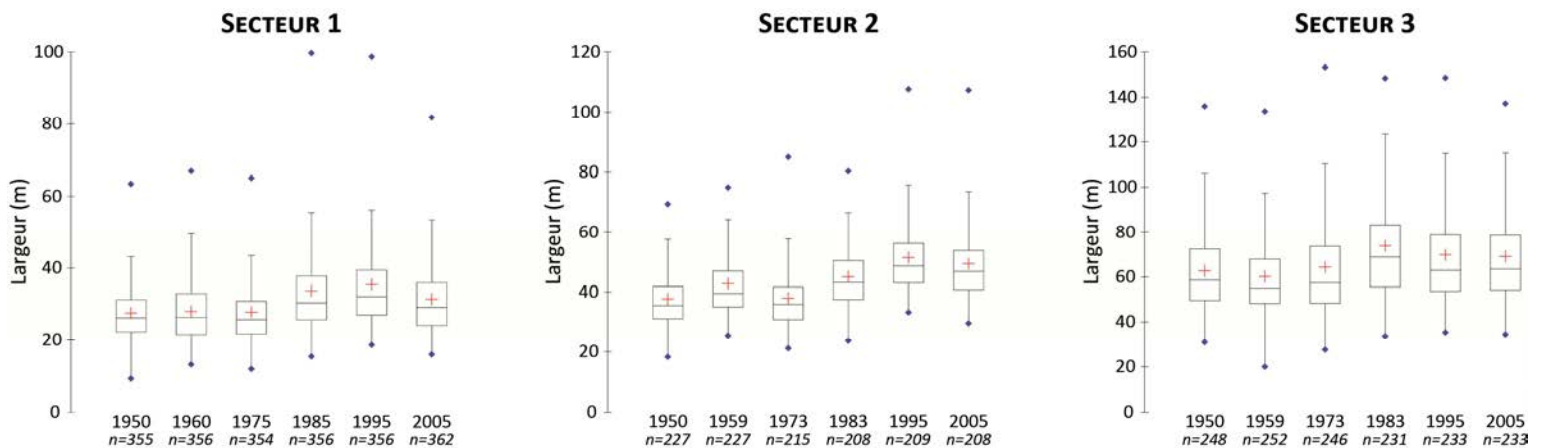 SECTEUR 1
Largeur (m)
100
80
60
40
20
0
1950 1960 1975 1985 1995 2005
n=355 n=356 n=354 n=356 n=356 n=362
SECTEUR 2
Largeur (m)
120
100
80
60
40
20
0
1950 1959 1973 1983 1995 2005
n=227 n=227 n=215 n=208 n=209 n=208
SECTEUR 3
Largeur (m)
160
140
120
100
80
60
40
20
0
1950 1959 1973 1983 1995 2005
n=248 n=252 n=246 n=231 n=233 n=233